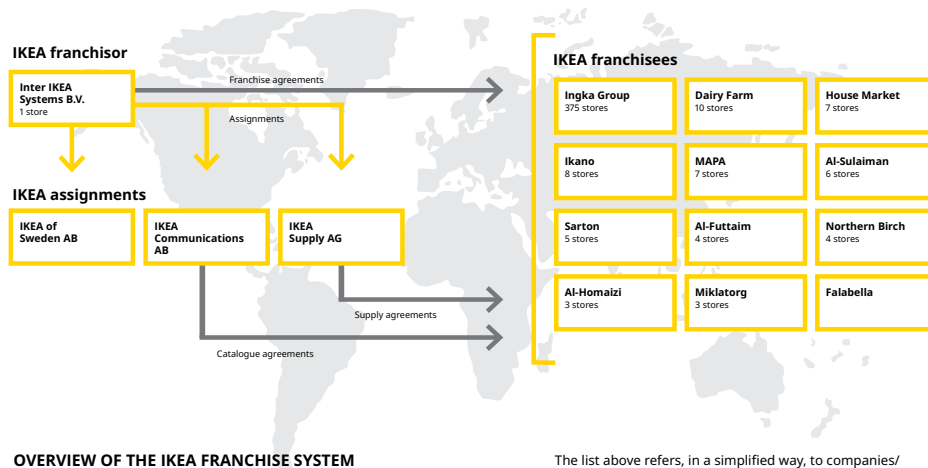 IKEA franchisor
Inter IKEA
Systems B.V.
1 store
Franchise agreements
Assignments
IKEA assignments
IKEA of
Sweden AB
IKEA
Communications
AB
IKEA
Supply AG
Supply agreements
Catalogue agreements
IKEA franchisees
Ingka Group
375 stores
Dairy Farm
10 stores
House Market
7 stores
Ikano
8 stores
MAPA
7 stores
Al-Sulaiman
6 stores
Sarton
5 stores
Al-Futtaim
4 stores
Northern Birch
4 stores
Al-Homaizi
3 stores
Miklatorg
3 stores
Falabella
OVERVIEW OF THE IKEA FRANCHISE SYSTEM
The list above refers, in a simplified way, to companies/